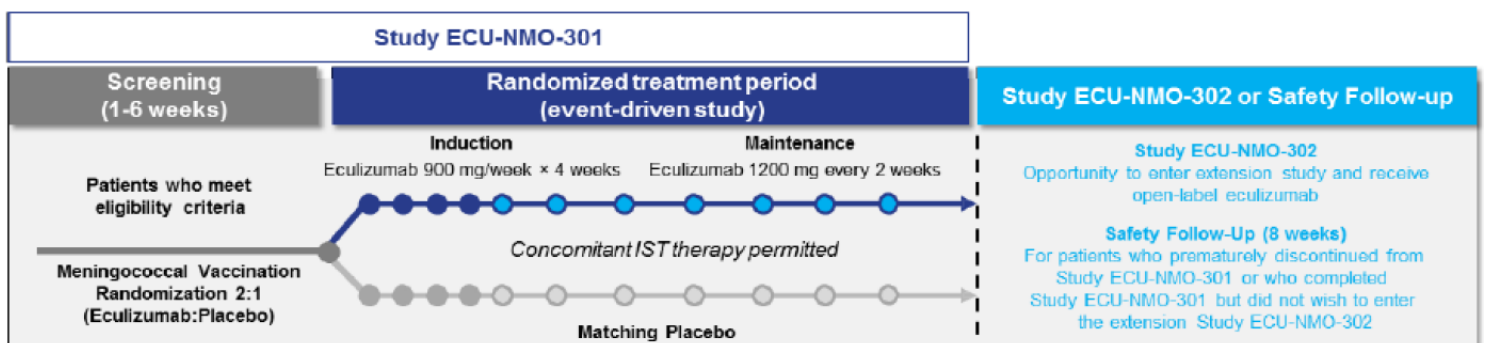 Study ECU-NMO-301
Screening
(1-6 weeks)
Randomized treatment period
(event-driven study)
Study ECU-NMO-302 or Safety Follow-up
Patients who meet
eligibility criteria
Meningococcal Vaccination
Randomization 2:1
(Eculizumab:Placebo)
Induction
Eculizumab 900 mg/week × 4 weeks
Maintenance
Eculizumab 1200 mg every 2 weeks
Concomitant IST therapy permitted
Matching Placebo
Study ECU-NMO-302
Opportunity to enter extension study and receive
open-label eculizumab
Safety Follow-Up (8 weeks)
For patients who prematurely discontinued from
Study ECU-NMO-301 or who completed
Study ECU-NMO-301 but did not wish to enter
the extension Study ECU-NMO-302